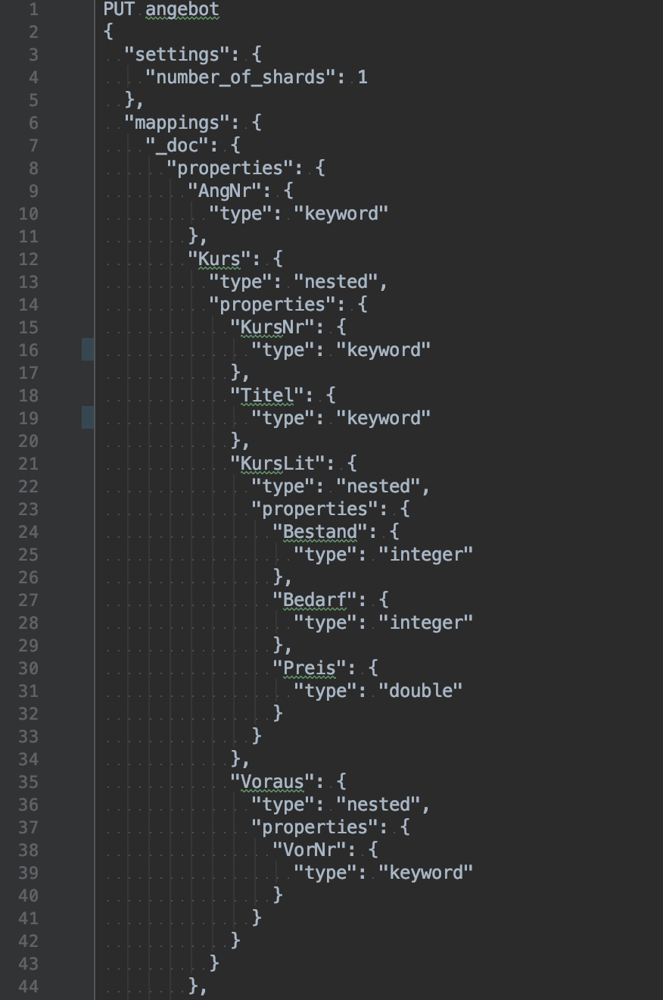 1 PUT angebot
2 {
3 "settings": {
4 "number_of_shards": 1
5 },
6 "mappings": {
7 "_doc": {
8 "properties": {
9 "AngNr": {
10 "type": "keyword"
11 },
12 "Kurs": {
13 "type": "nested",
14 "properties": {
15 "KursNr": {
16 "type": "keyword"
17 },
18 "Titel": {
19 "type": "keyword"
20 },
21 "KursLit": {
22 "type": "nested",
23 "properties": {
24 "Bestand": {
25 "type": "integer"
26 },
27 "Bedarf": {
28 "type": "integer"
29 },
30 "Preis": {
31 "type": "double"
32 }
33 }
34 },
35 "Voraus": {
36 "type": "nested",
37 "properties": {
38 "VorNr": {
39 "type": "keyword"
40 }
41 }
42 }
43 }
44 },